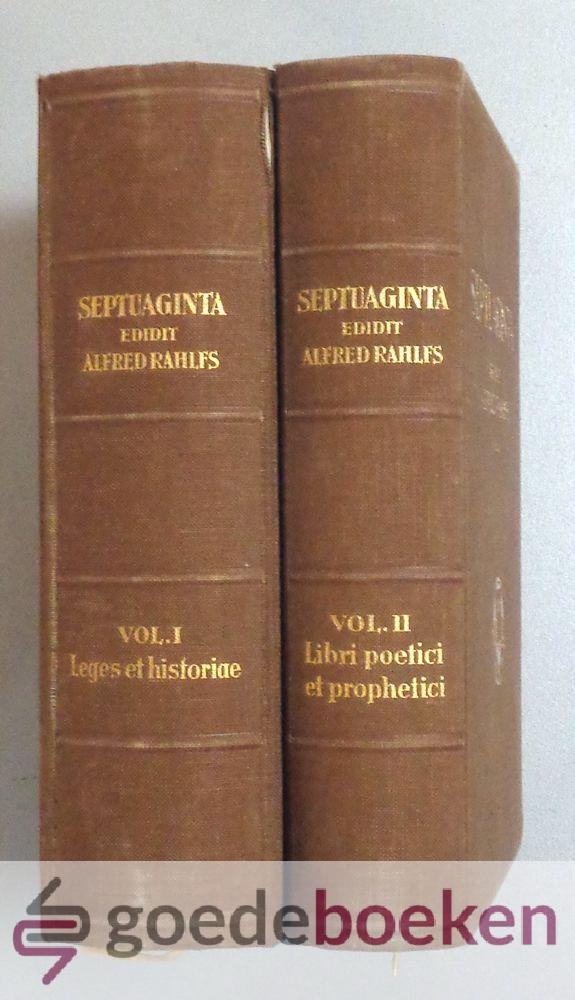 SEPTUAGINTA
EDIDIT
ALFRED RAHLFS
VOL. I
Leges et historiae
SEPTUAGINTA
EDIDIT
ALFRED RAHLFS
VOL. II
Libri poetici
et prophetici
goedeboeken